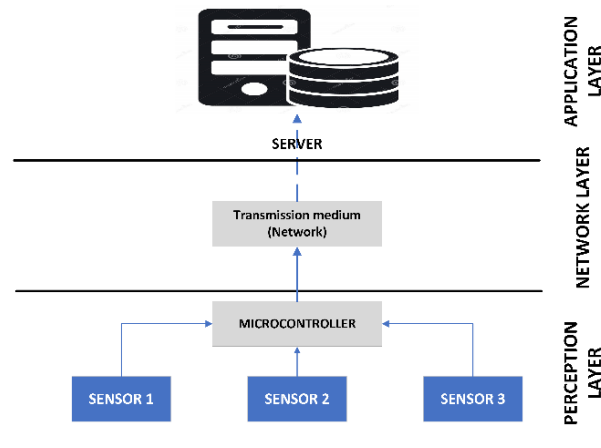 APPLICATION
LAYER
SERVER
NETWORK LAYER
Transmission medium
(Network)
MICROCONTROLLER
PERCEPTION
LAYER
SENSOR 1
SENSOR 2
SENSOR 3